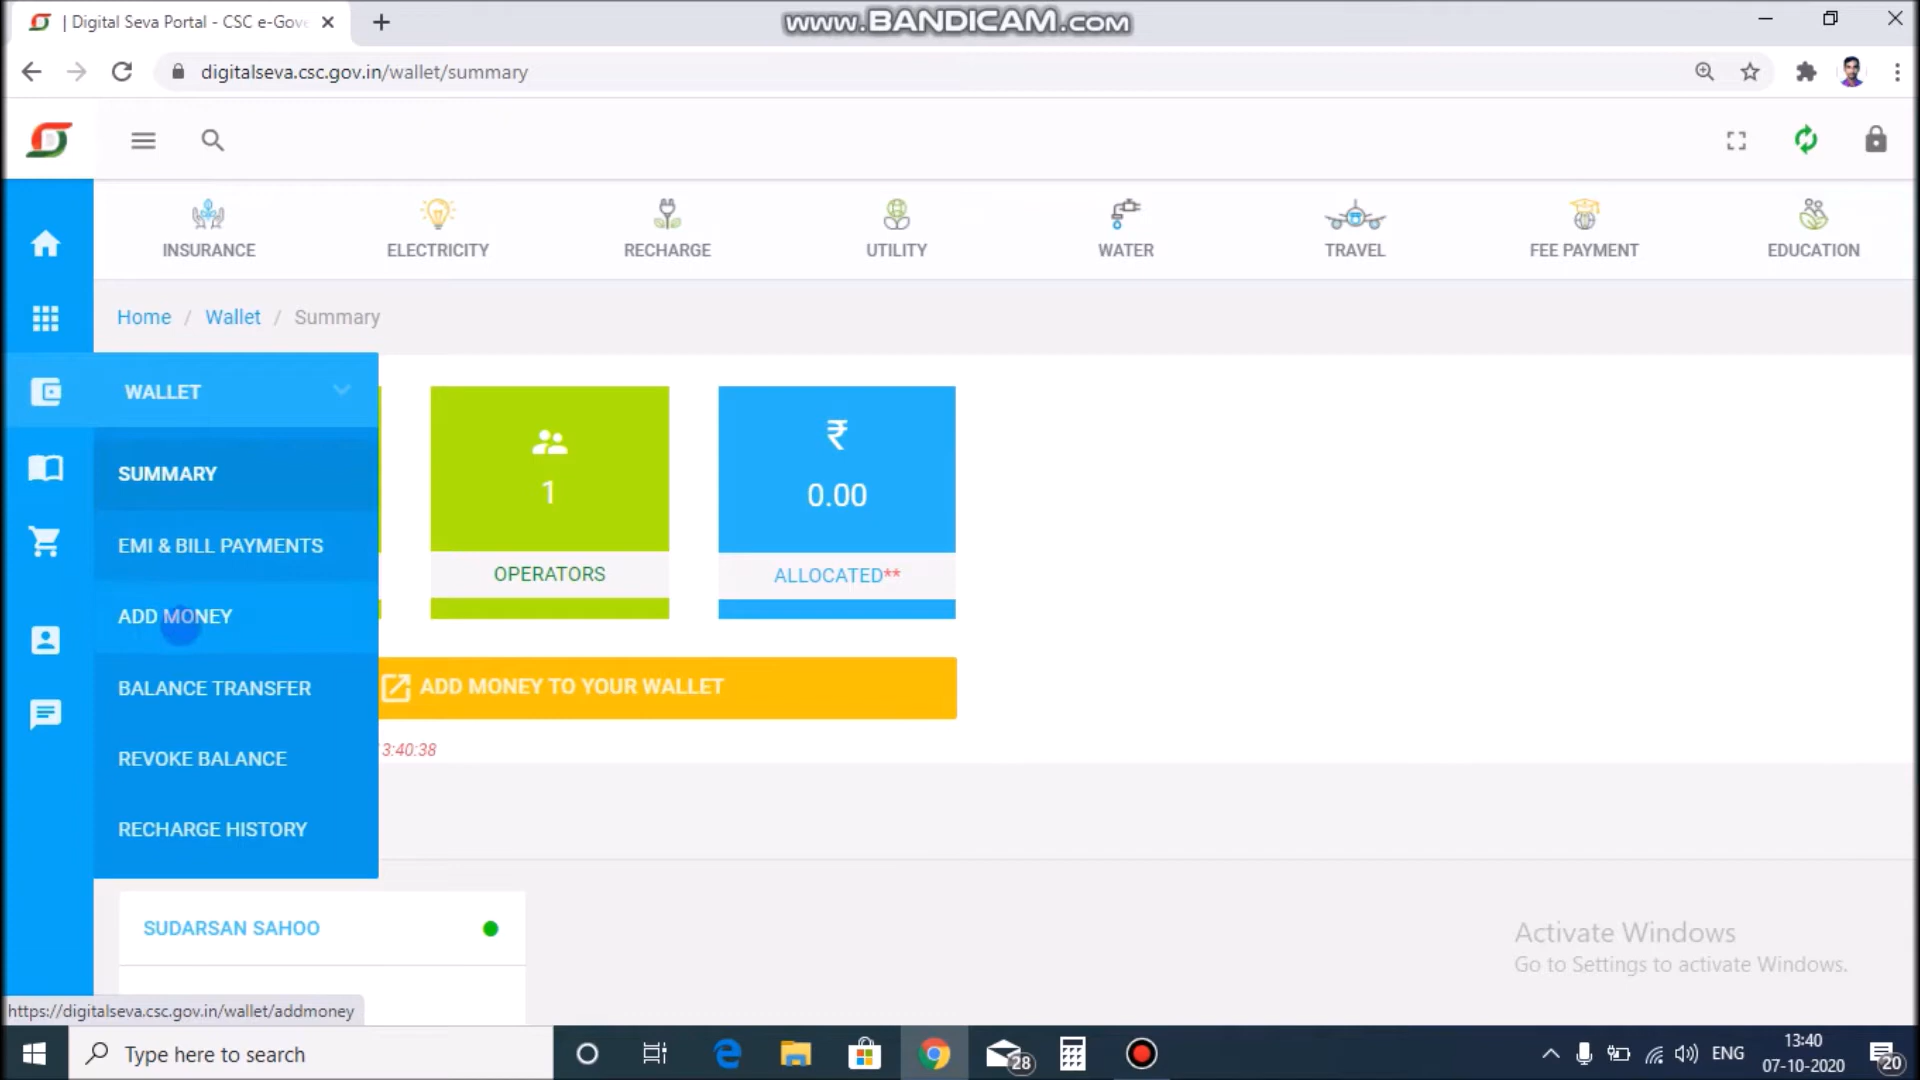 | Digital Seva Portal - CSC e-Gov
www.BANDICAM.com
digitalseva.csc.gov.in/wallet/summary
INSURANCE
ELECTRICITY
RECHARGE
UTILITY
WATER
TRAVEL
FEE PAYMENT
EDUCATION
Home / Wallet / Summary
WALLET
SUMMARY
EMI & BILL PAYMENTS
ADD MONEY
BALANCE TRANSFER
REVOKE BALANCE
RECHARGE HISTORY
1
OPERATORS
₹
0.00
ALLOCATED**
ADD MONEY TO YOUR WALLET
3:40:38
SUDARSAN SAHOO
Activate Windows
Go to Settings to activate Windows.
https://digitalseva.csc.gov.in/wallet/addmoney
Type here to search
28
ENG
13:40
07-10-2020
20